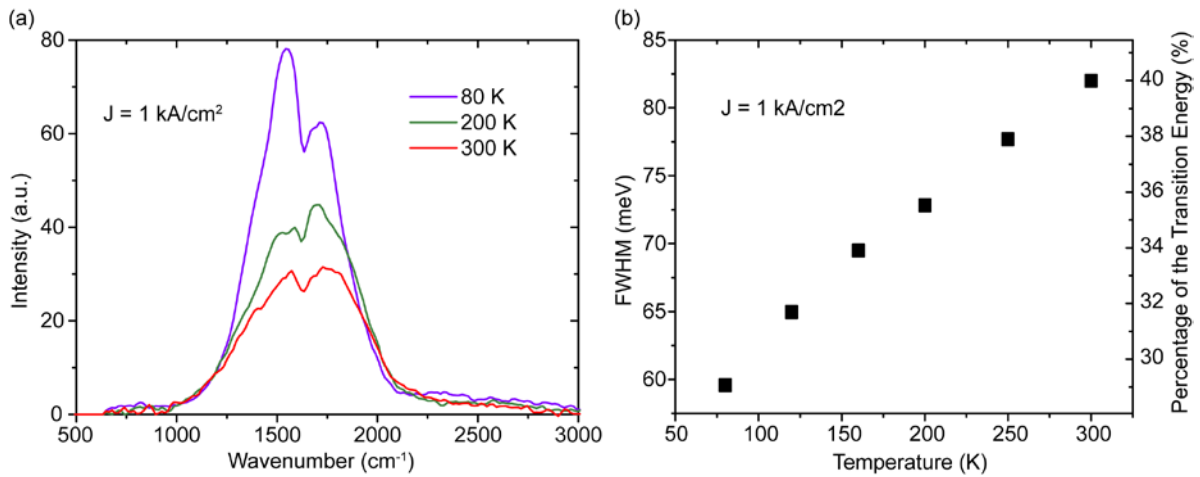 (a)
80
60
40
20
0
Intensity (a.u.)
J = 1 kA/cm²
80 K
200 K
300 K
500 1000 1500 2000 2500 3000
Wavenumber (cm⁻¹)
(b)
85
80
75
70
65
60
FWHM (meV)
J = 1 kA/cm2
40
38
36
34
32
30
Percentage of the Transition Energy (%)
50 100 150 200 250 300
Temperature (K)